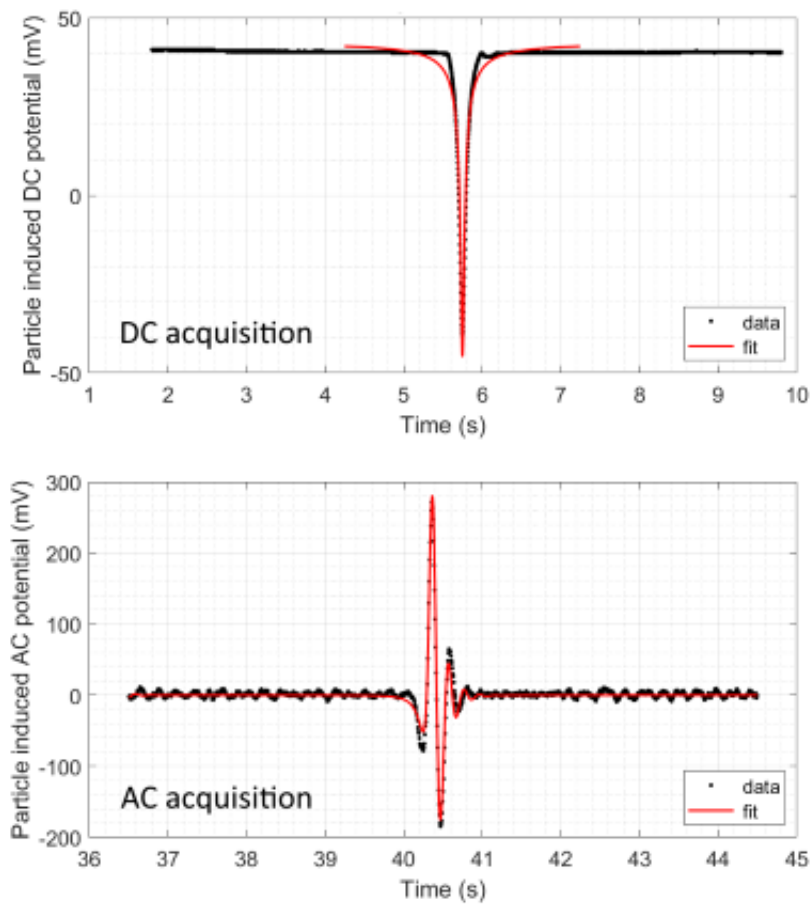 Particle induced DC potential (mV)
50
0
-50
DC acquisition
data
fit
1 2 3 4 5 6 7 8 9 10
Time (s)
Particle induced AC potential (mV)
300
200
100
0
-100
-200
AC acquisition
data
fit
36 37 38 39 40 41 42 43 44 45
Time (s)